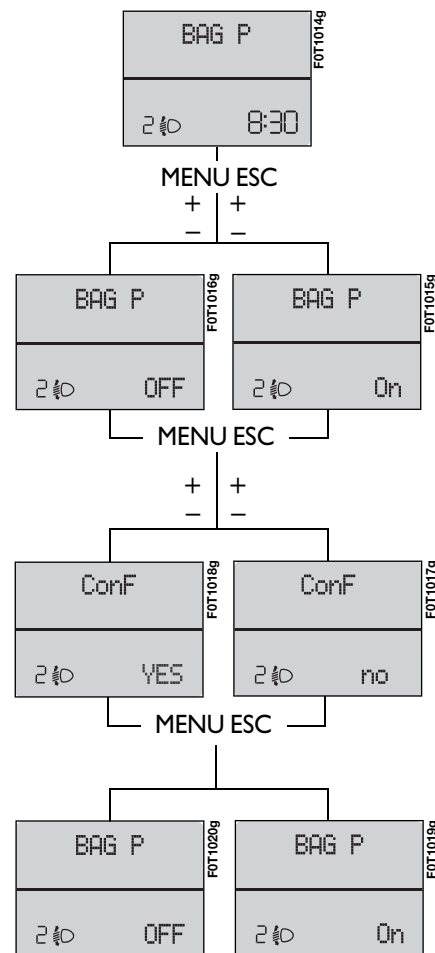 BAG P
F0T1014g
2 8:30
MENU ESC
+ +
– –
BAG P
F0T1016g
BAG P
F0T1015g
2 OFF
2 On
MENU ESC
+ +
– –
ConF
F0T1018g
ConF
F0T1017g
2 YES
2 no
MENU ESC
BAG P
F0T1020g
BAG P
F0T1019g
2 OFF
2 On